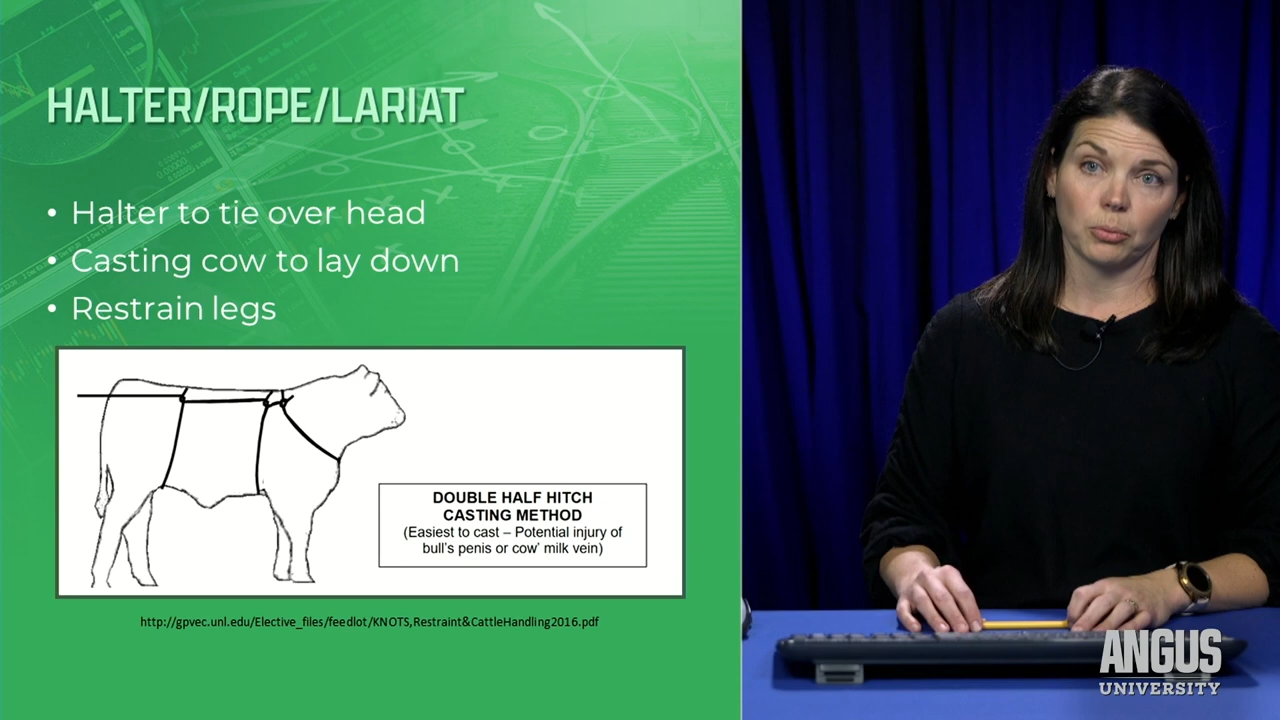 HALTER/ROPE/LARIAT
• Halter to tie over head
• Casting cow to lay down
• Restrain legs
DOUBLE HALF HITCH
CASTING METHOD
(Easiest to cast – Potential injury of
bull's penis or cow' milk vein)
http://gpvec.unl.edu/Elective_files/feedlot/KNOTS,Restraint&CattleHandling2016.pdf
ANGUS
UNIVERSITY